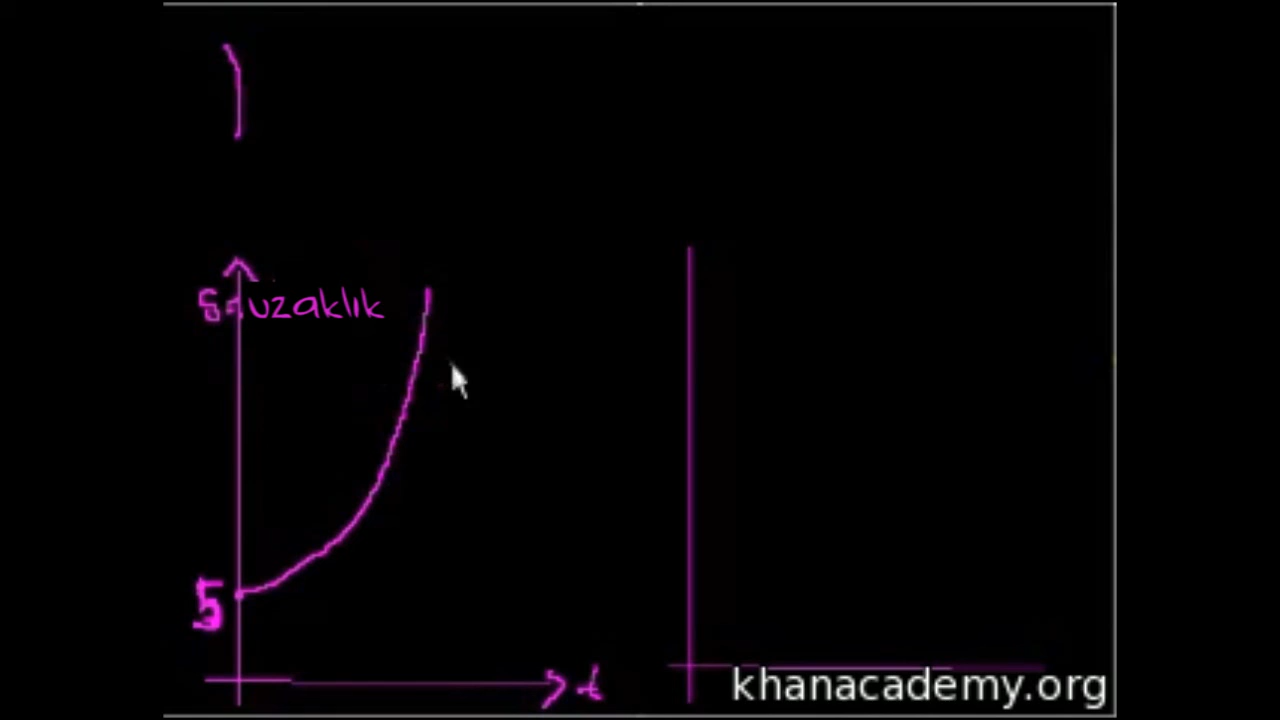 s = uzaklık
5
t
khanacademy.org